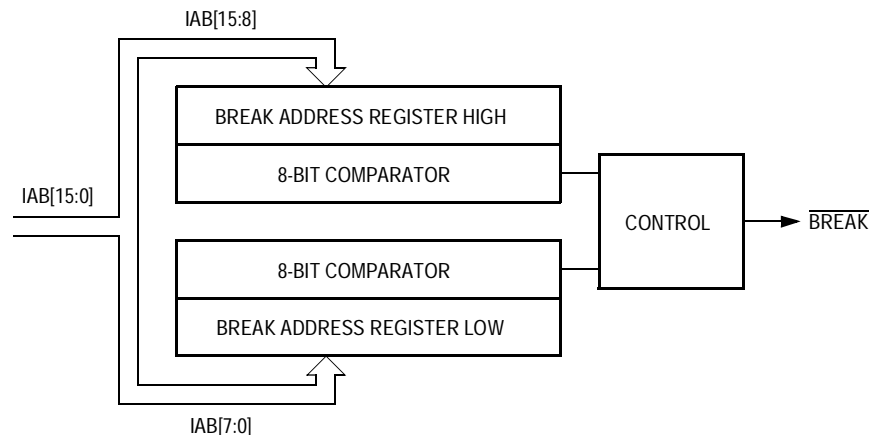 IAB[15:8]
BREAK ADDRESS REGISTER HIGH
8-BIT COMPARATOR
IAB[15:0]
CONTROL
BREAK
8-BIT COMPARATOR
BREAK ADDRESS REGISTER LOW
IAB[7:0]